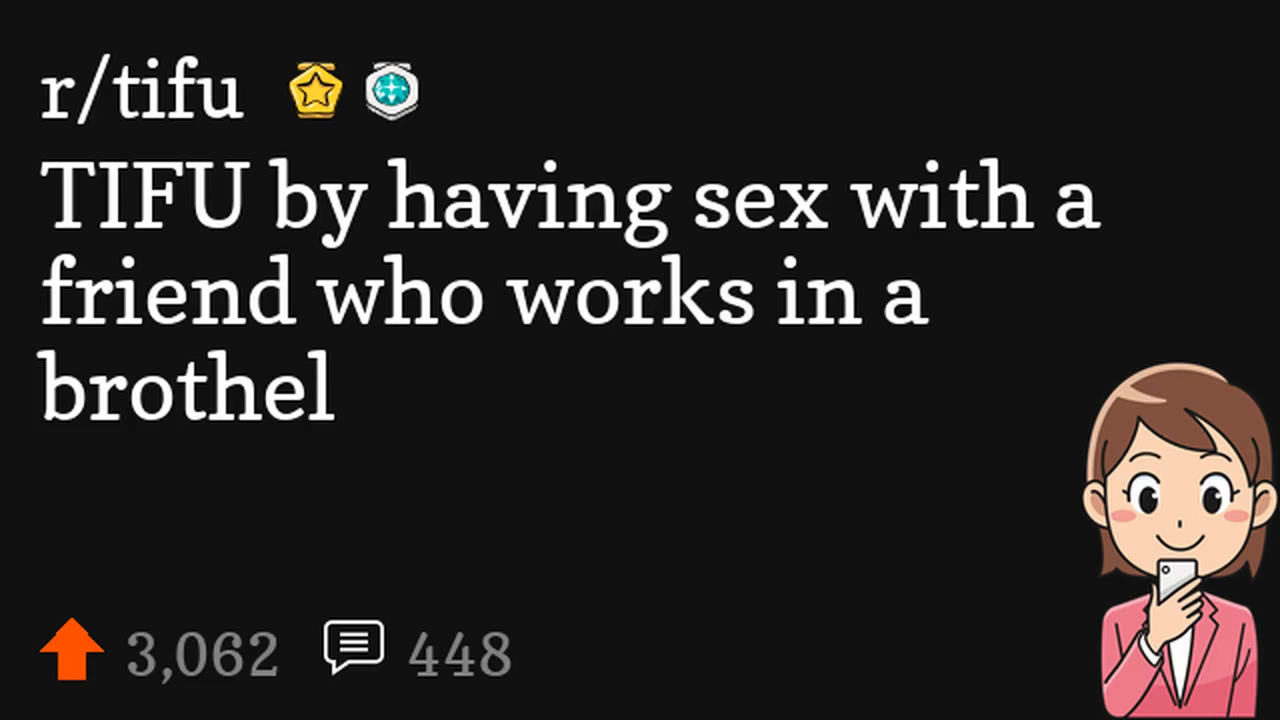 r/tifu
TIFU by having sex with a
friend who works in a
brothel
3,062 448